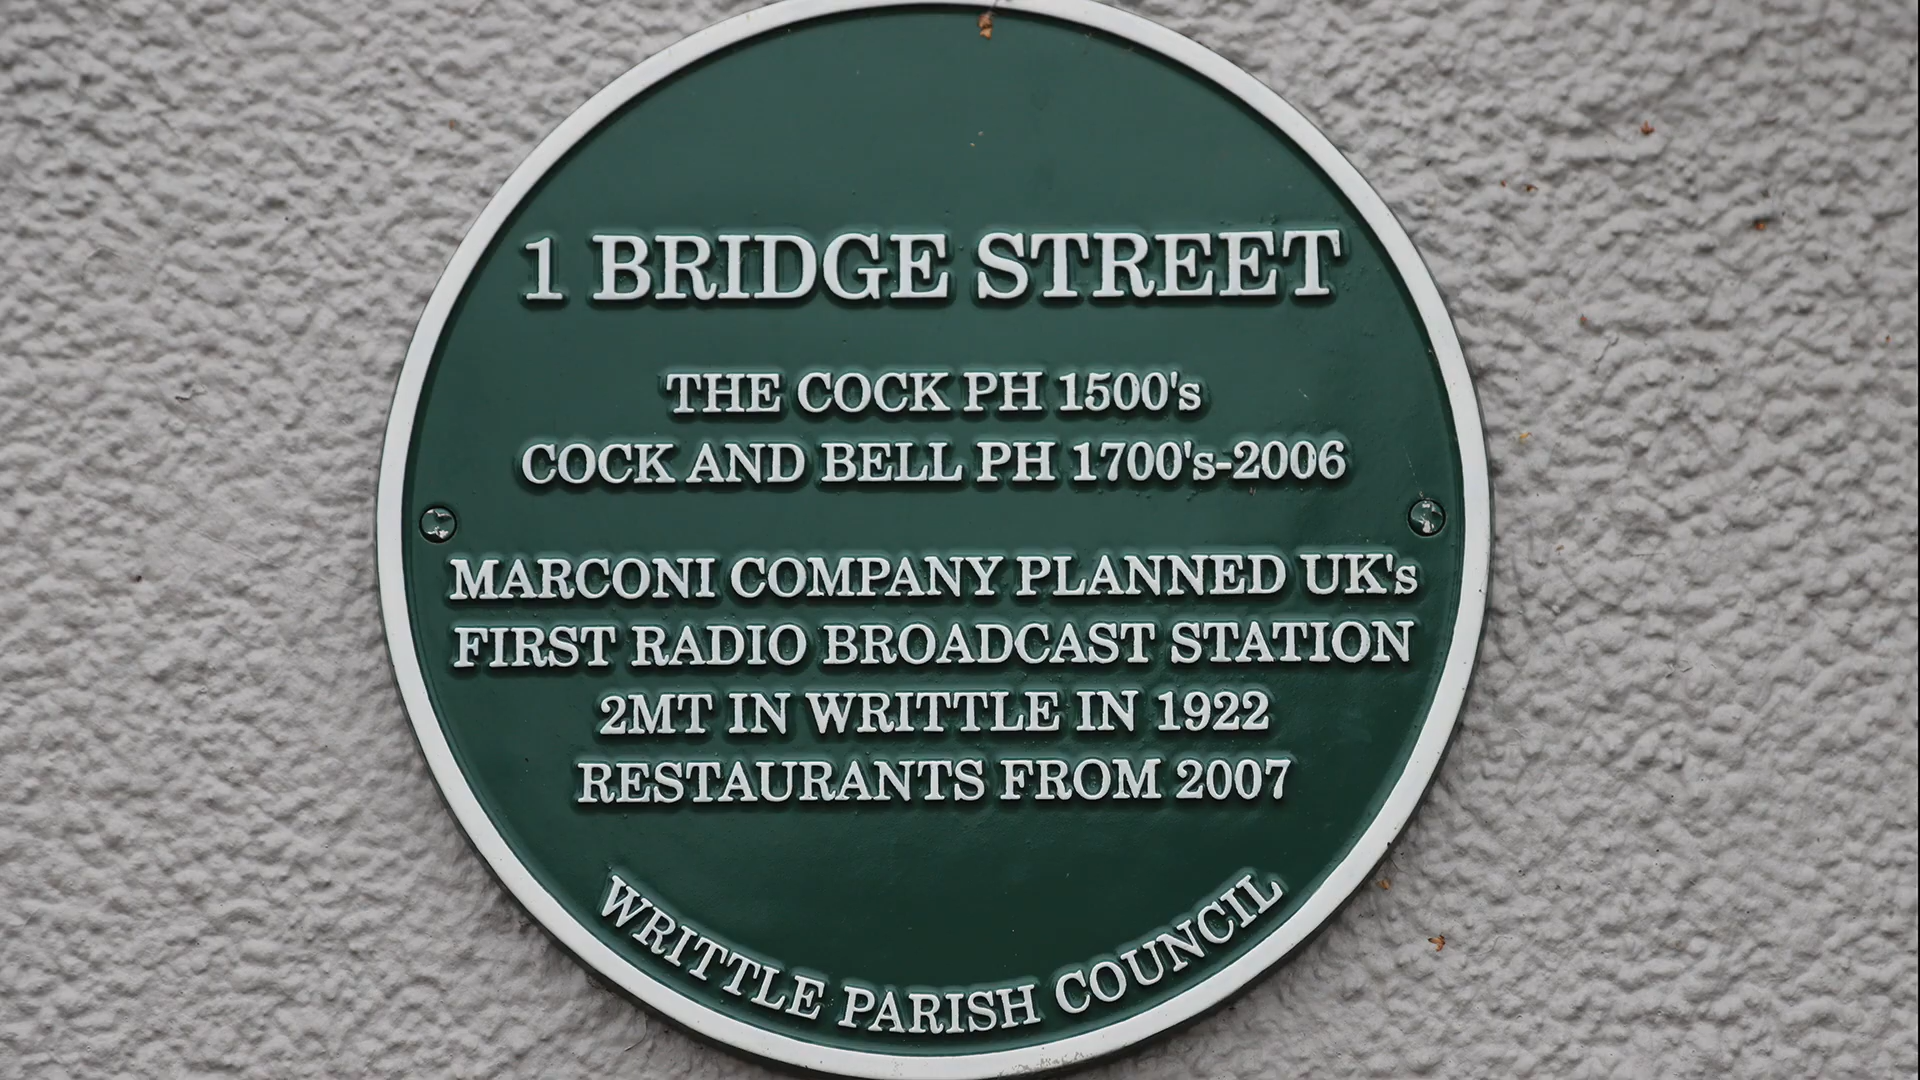 1 BRIDGE STREET
THE COCK PH 1500's
COCK AND BELL PH 1700's-2006
MARCONI COMPANY PLANNED UK's
FIRST RADIO BROADCAST STATION
2MT IN WRITTLE IN 1922
RESTAURANTS FROM 2007
WRITTLE PARISH COUNCIL